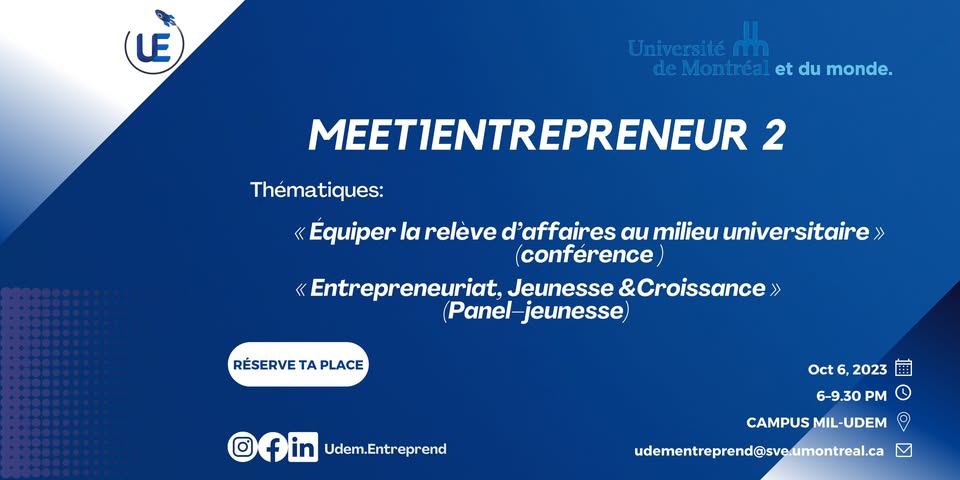 UE
Université
de Montréal et du monde.
MEET1ENTREPRENEUR 2
Thématiques:
« Équiper la relève d'affaires au milieu universitaire »
(conférence )
« Entrepreneuriat, Jeunesse &Croissance »
(Panel–jeunesse)
RÉSERVE TA PLACE
Oct 6, 2023
6-9.30 PM
CAMPUS MIL-UDEM
udementreprend@sve.umontreal.ca
Udem.Entreprend